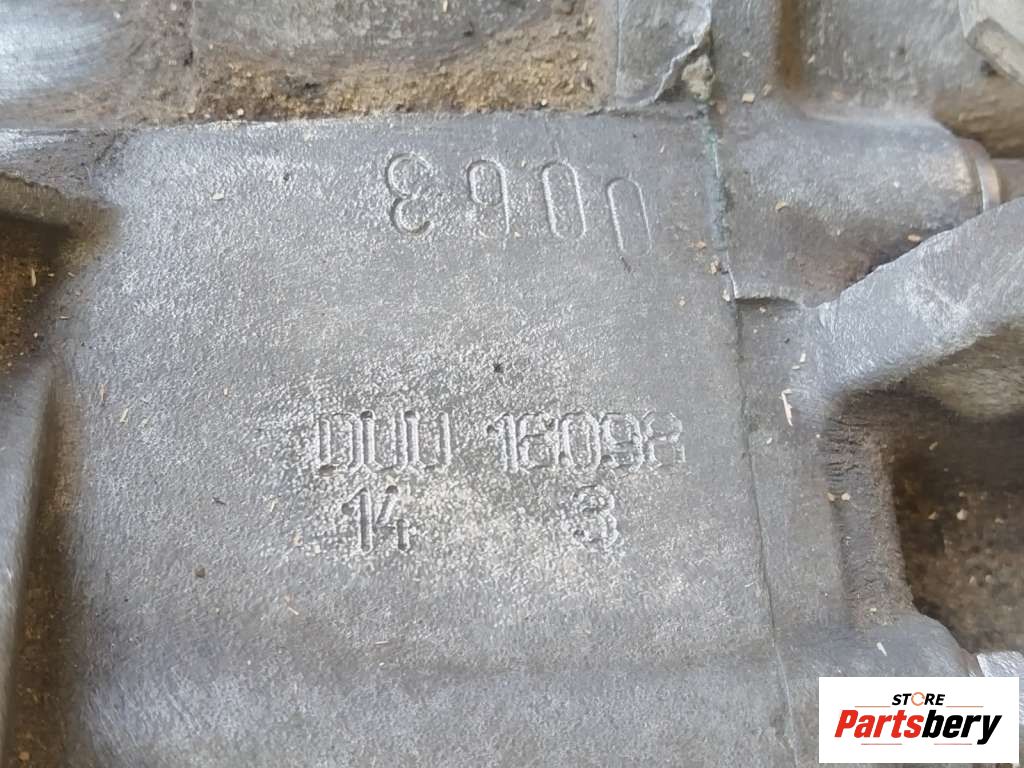 0063
DUU 16098
14 3
STORE
Partsbery